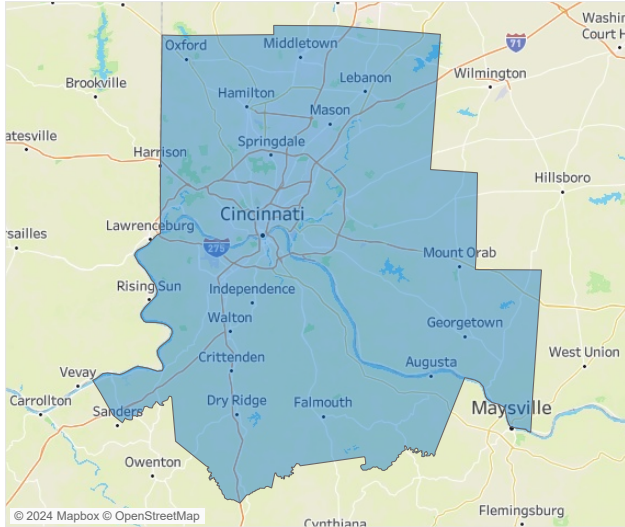 Washin
Court H
Oxford
Middletown
71
Brookville
Lebanon
Wilmington
Hamilton
Mason
atesville
Springdale
Harrison
Hillsboro
Cincinnati
Lawrenceburg
rsailles
275
Mount Orab
Rising Sun
Independence
Walton
Georgetown
West Union
Crittenden
Augusta
Vevay
Carrollton
Dry Ridge
Falmouth
Maysville
Sanders
Owenton
Flemingsburg
© 2024 Mapbox © OpenStreetMap
Cynthiana